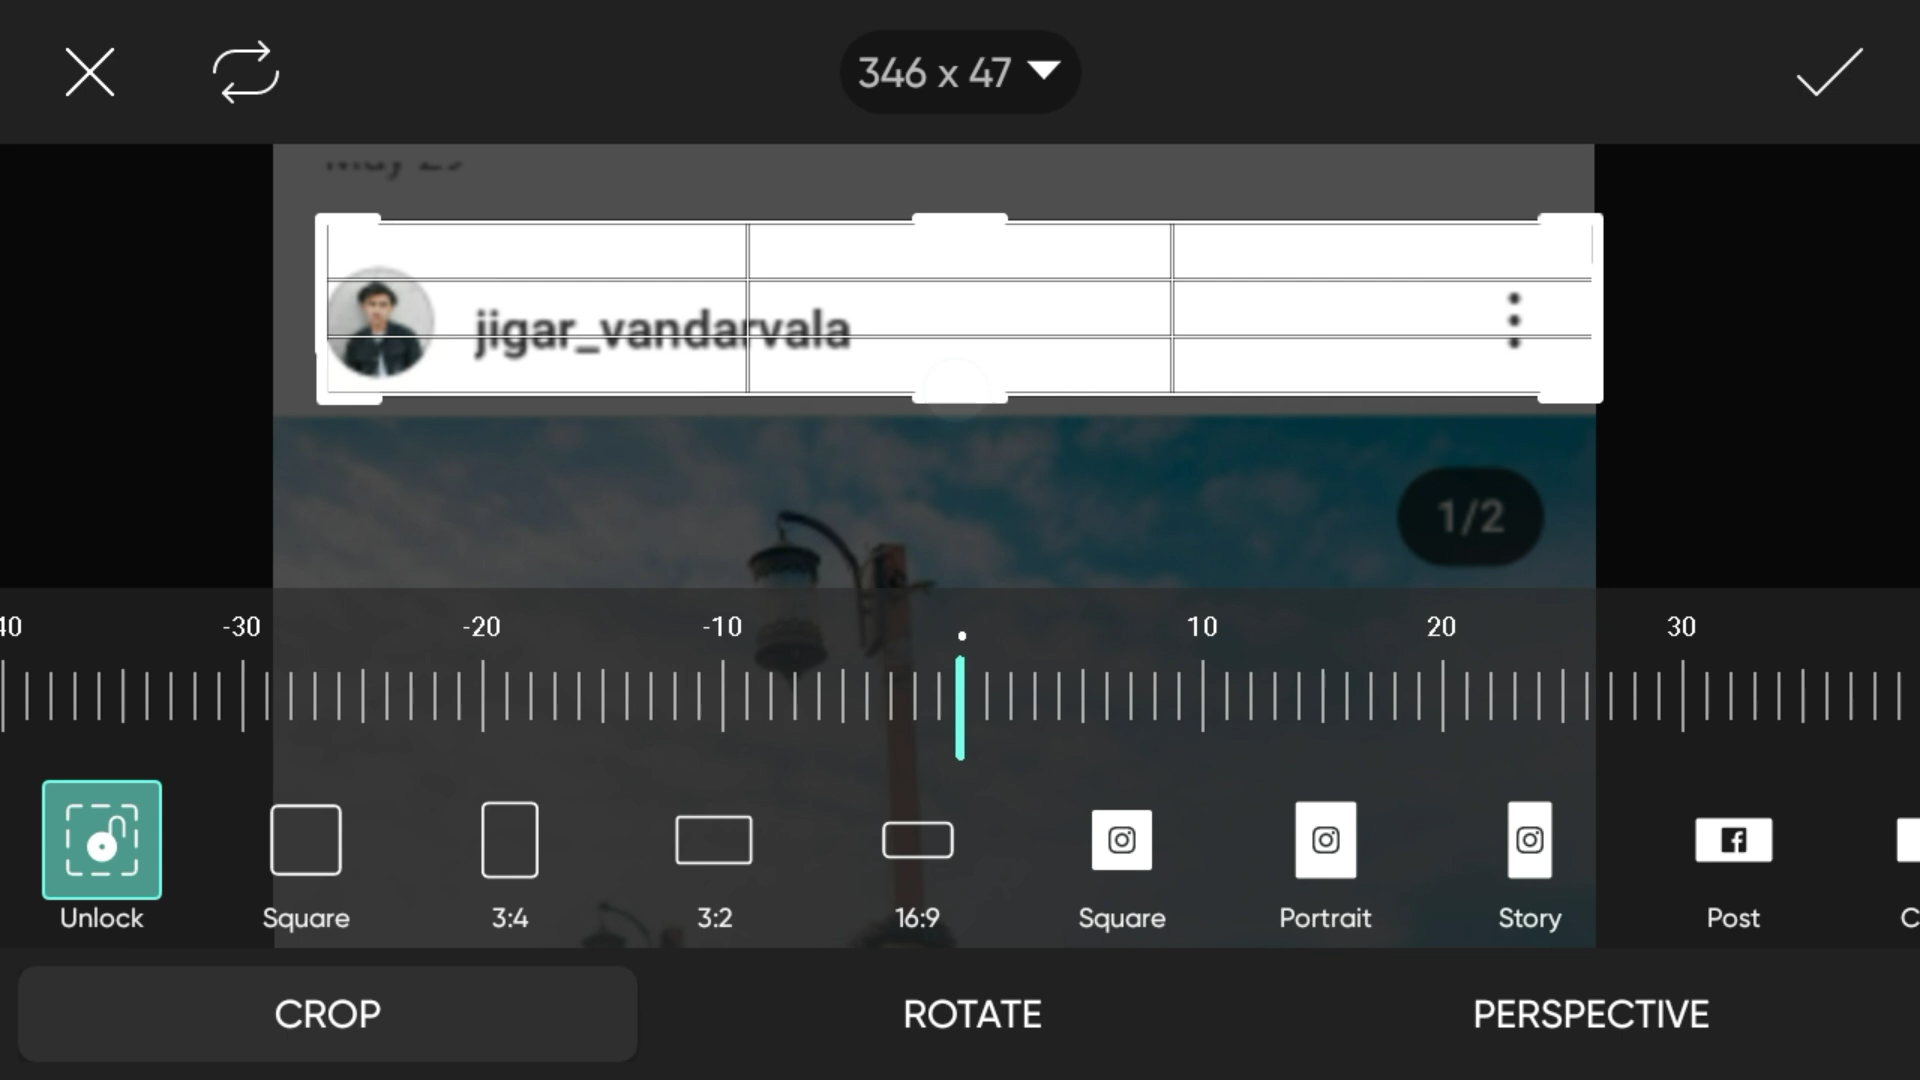 346 x 47
jigar_vandarvala
1/2
-30 -20 -10 10 20 30
Unlock Square 3:4 3:2 16:9 Square Portrait Story Post
CROP ROTATE PERSPECTIVE